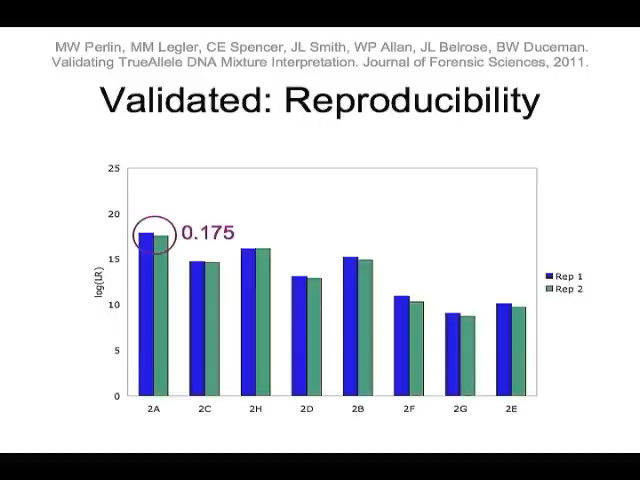 MW Perlin, MM Legler, CE Spencer, JL Smith, WP Allan, JL Belrose, BW Duceman.
Validating TrueAllele DNA Mixture Interpretation. Journal of Forensic Sciences, 2011.
Validated: Reproducibility
25
20
0.175
15
log(LR)
Rep 1
Rep 2
10
5
0
2A 2C 2H 2D 2B 2F 2G 2E